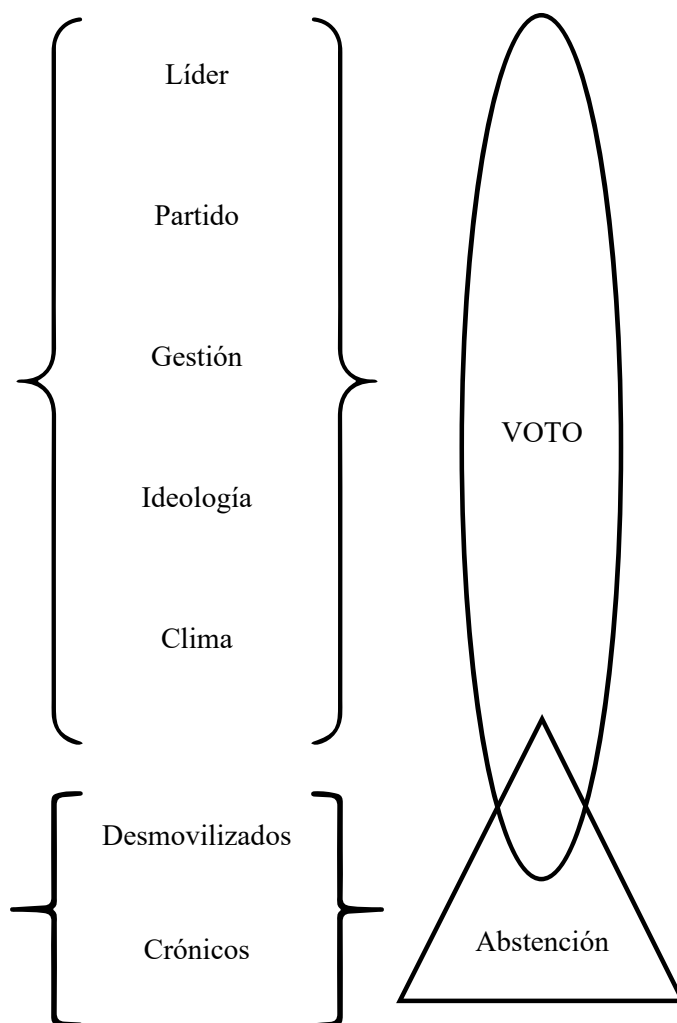 Líder
Partido
Gestión
VOTO
Ideología
Clima
Desmovilizados
Abstención
Crónicos